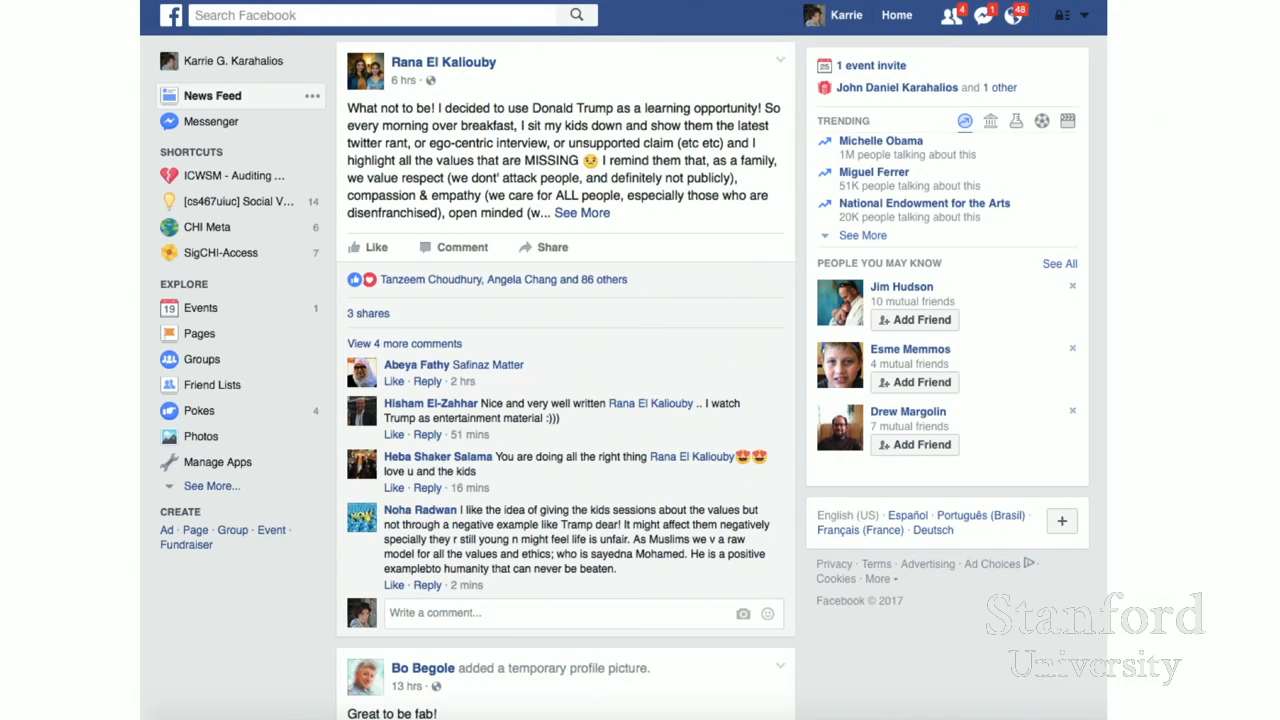 Search Facebook
Karrie
Home
4
1
48
Karrie G. Karahalios
News Feed
Messenger
SHORTCUTS
ICWSM - Auditing ...
[cs467uiuc] Social V... 14
CHI Meta 6
SigCHI-Access 7
EXPLORE
19 Events 1
Pages
Groups
Friend Lists
Pokes 4
Photos
Manage Apps
See More...
CREATE
Ad · Page · Group · Event ·
Fundraiser
Rana El Kaliouby
6 hrs ·
What not to be! I decided to use Donald Trump as a learning opportunity! So
every morning over breakfast, I sit my kids down and show them the latest
twitter rant, or ego-centric interview, or unsupported claim (etc etc) and I
highlight all the values that are MISSING 😣 I remind them that, as a family,
we value respect (we dont' attack people, and definitely not publicly),
compassion & empathy (we care for ALL people, especially those who are
disenfranchised), open minded (w... See More
Like Comment Share
Tanzeem Choudhury, Angela Chang and 86 others
3 shares
View 4 more comments
Abeya Fathy Safinaz Matter
Like · Reply · 2 hrs
Hisham El-Zahhar Nice and very well written Rana El Kaliouby .. I watch
Trump as entertainment material :)))
Like · Reply · 51 mins
Heba Shaker Salama You are doing all the right thing Rana El Kaliouby😍😍
love u and the kids
Like · Reply · 16 mins
Noha Radwan I like the idea of giving the kids sessions about the values but
not through a negative example like Tramp dear! It might affect them negatively
specially they r still young n might feel life is unfair. As Muslims we v a raw
model for all the values and ethics; who is sayedna Mohamed. He is a positive
examplebto humanity that can never be beaten.
Like · Reply · 2 mins
Write a comment...
Bo Begole added a temporary profile picture.
13 hrs ·
Great to be fab!
25 1 event invite
John Daniel Karahalios and 1 other
TRENDING
Michelle Obama
1M people talking about this
Miguel Ferrer
51K people talking about this
National Endowment for the Arts
20K people talking about this
See More
PEOPLE YOU MAY KNOW See All
Jim Hudson
10 mutual friends
Add Friend
Esme Memmos
4 mutual friends
Add Friend
Drew Margolin
7 mutual friends
Add Friend
English (US) · Español · Português (Brasil) ·
Français (France) · Deutsch
Privacy · Terms · Advertising · Ad Choices ·
Cookies · More
Facebook © 2017
Stanford
University